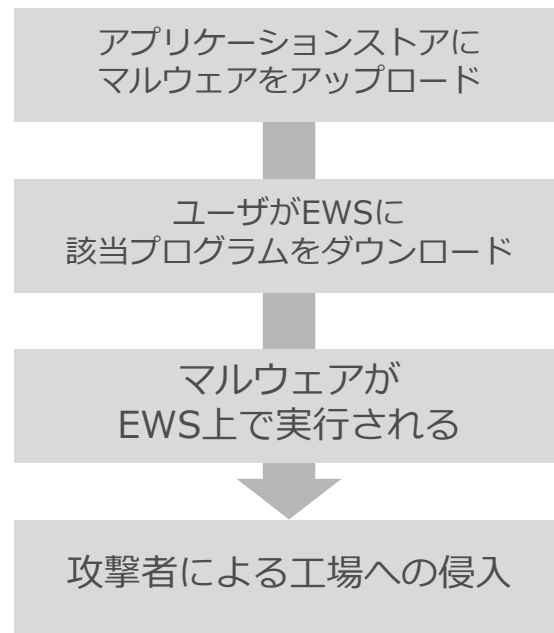 アプリケーションストアに
マルウェアをアップロード
ユーザがEWSに
該当プログラムをダウンロード
マルウェアが
EWS上で実行される
攻撃者による工場への侵入